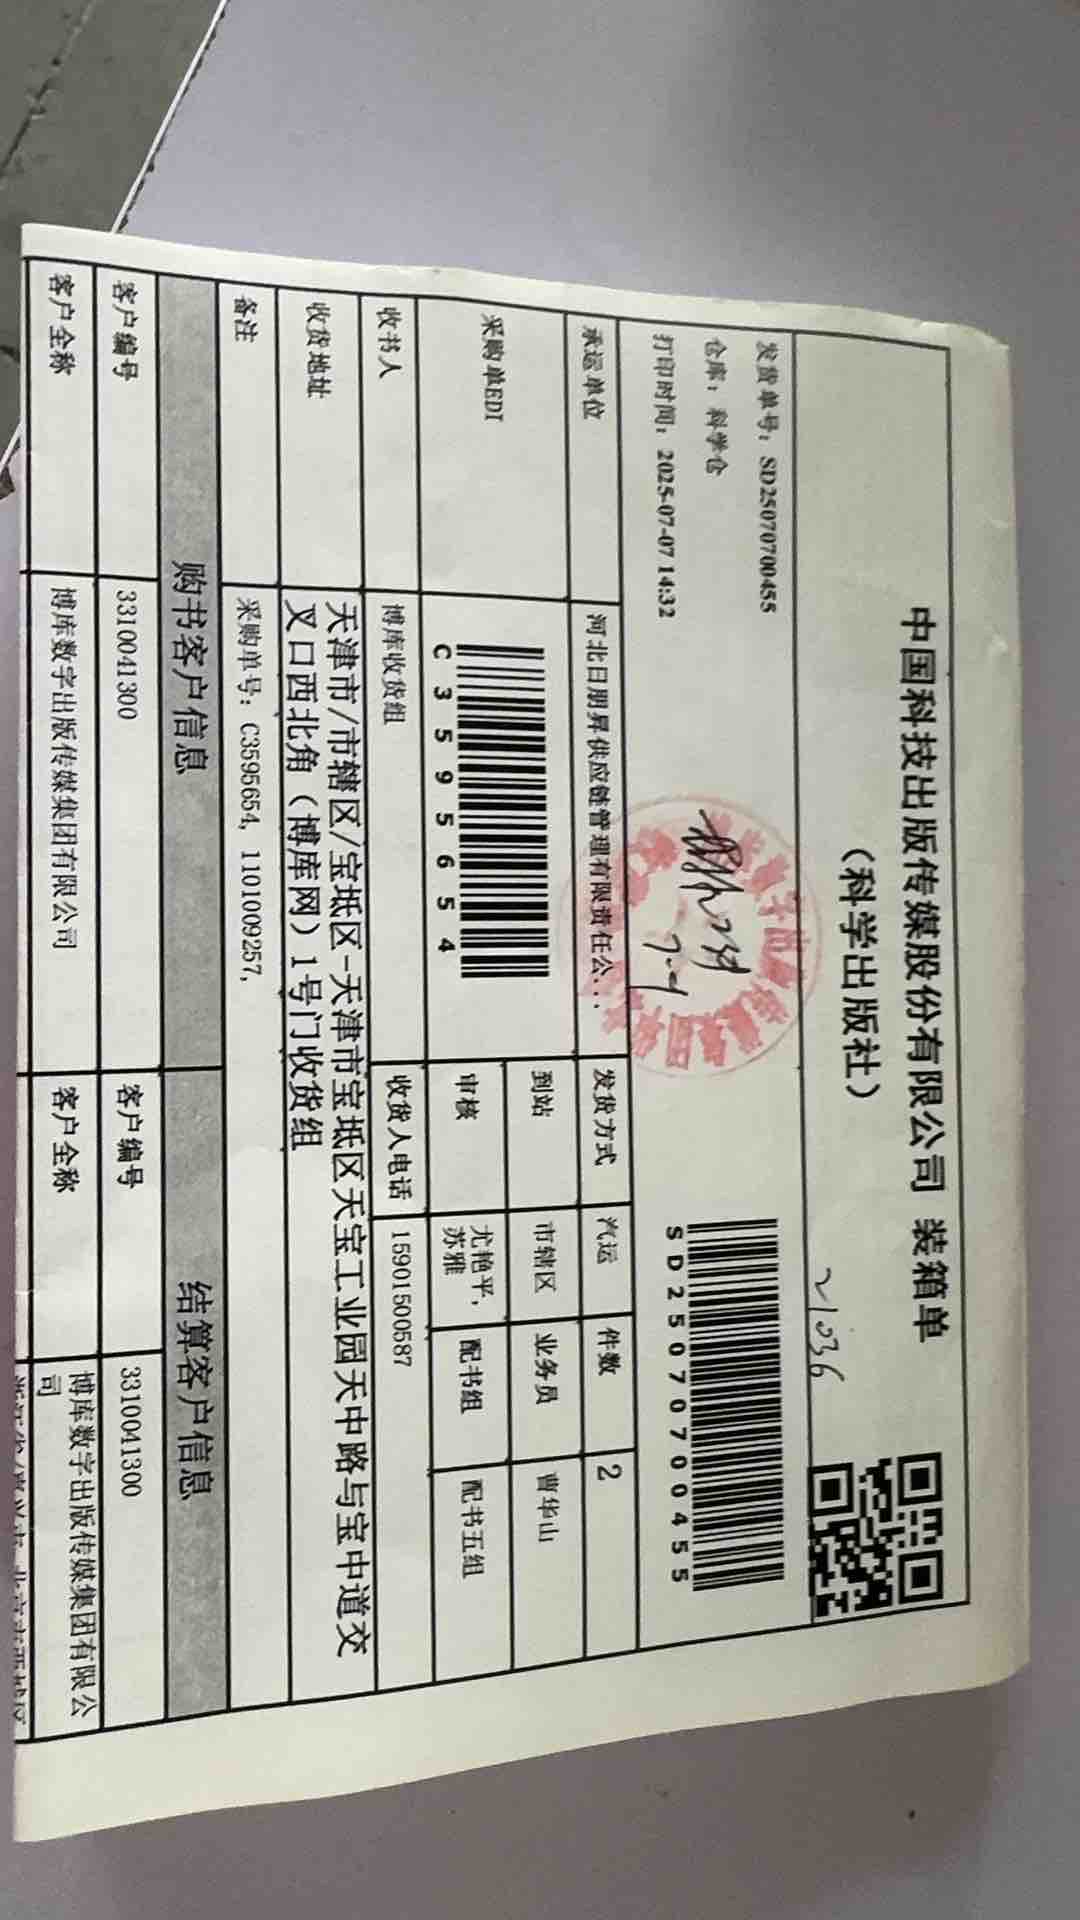 中国科技出版传媒股份有限公司 装箱单
（科学出版社）
21036
发货单号：SD25070700455
仓库：科学仓
打印时间：2025-07-07 14:32
SD25070700455
承运单位 河北日朋昇供应链管理有限责任公... 发货方式 汽运 件数 2
采购单EDI C3595654 到站 市辖区 业务员 曹华山
审核 尤艳平，苏雅 配书组 配书五组
收书人 博库收货组 收货人电话 15901500587
收货地址 天津市/市辖区/宝坻区-天津市宝坻区天宝工业园天中路与宝中道交
叉口西北角（博库网）1号门收货组
备注 采购单号：C3595654，1101009257，
购书客户信息 结算客户信息
客户编号 3310041300 客户编号 3310041300
客户全称 博库数字出版传媒集团有限公司 客户全称 博库数字出版传媒集团有限公
司